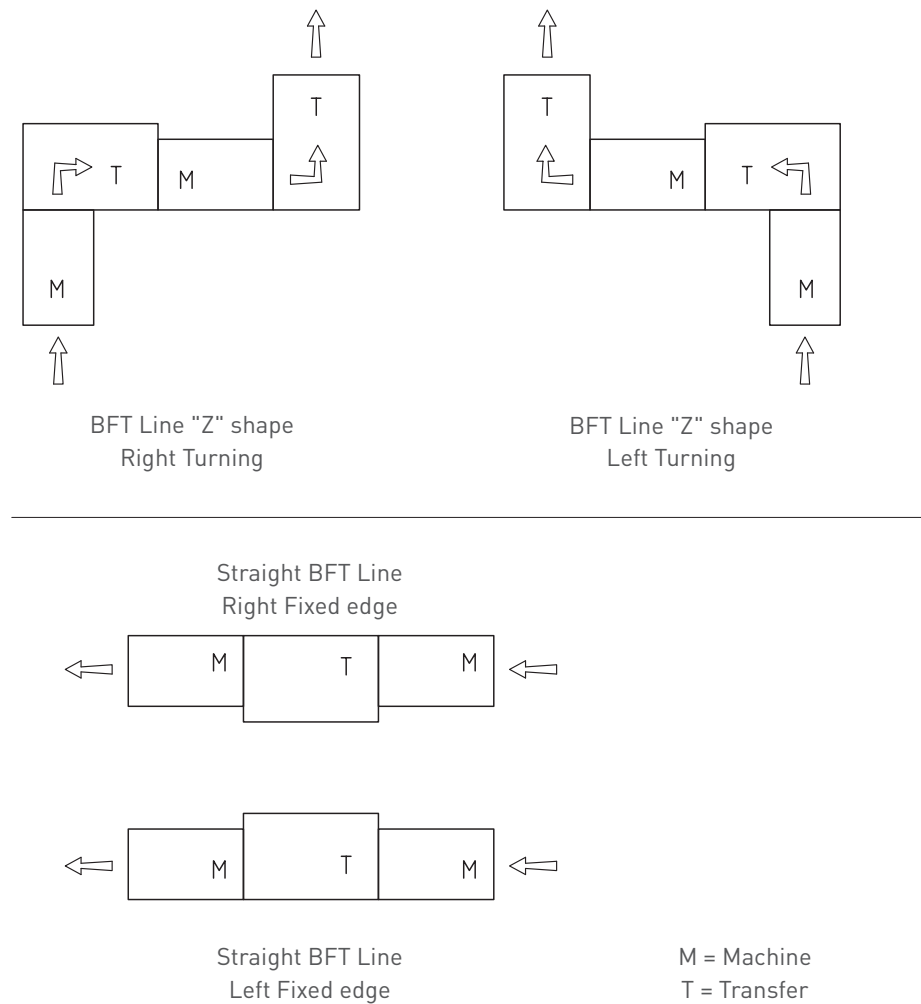 T
T
T
M
M
T
M
M
BFT Line "Z" shape
Right Turning
BFT Line "Z" shape
Left Turning
Straight BFT Line
Right Fixed edge
M
T
M
M
T
M
Straight BFT Line
Left Fixed edge
M = Machine
T = Transfer